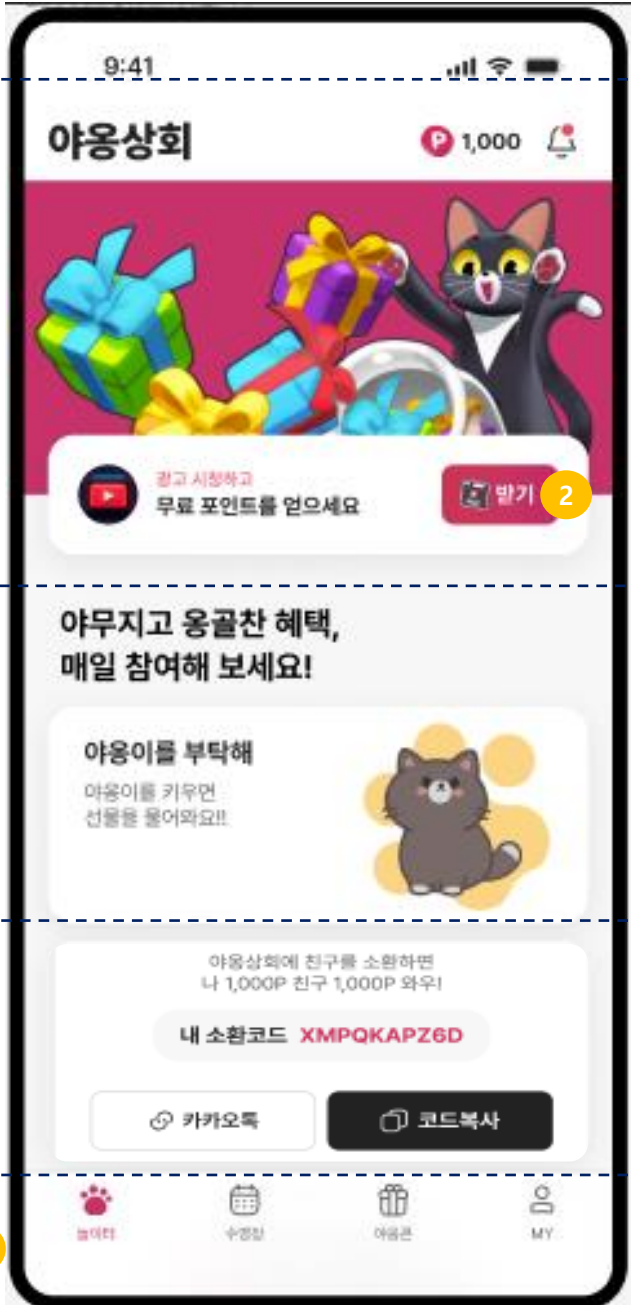 9:41
야옹상회
P 1,000
광고 시청하고
무료 포인트를 얻으세요
받기
2
야무지고 옹골찬 혜택,
매일 참여해 보세요!
야옹이를 부탁해
야옹이를 키우면
선물을 물어와요!!
야옹상회에 친구를 소환하면
나 1,000P 친구 1,000P 와우!
내 소환코드 XMPQKAPZ6D
카카오톡
코드복사
놀이터
MY